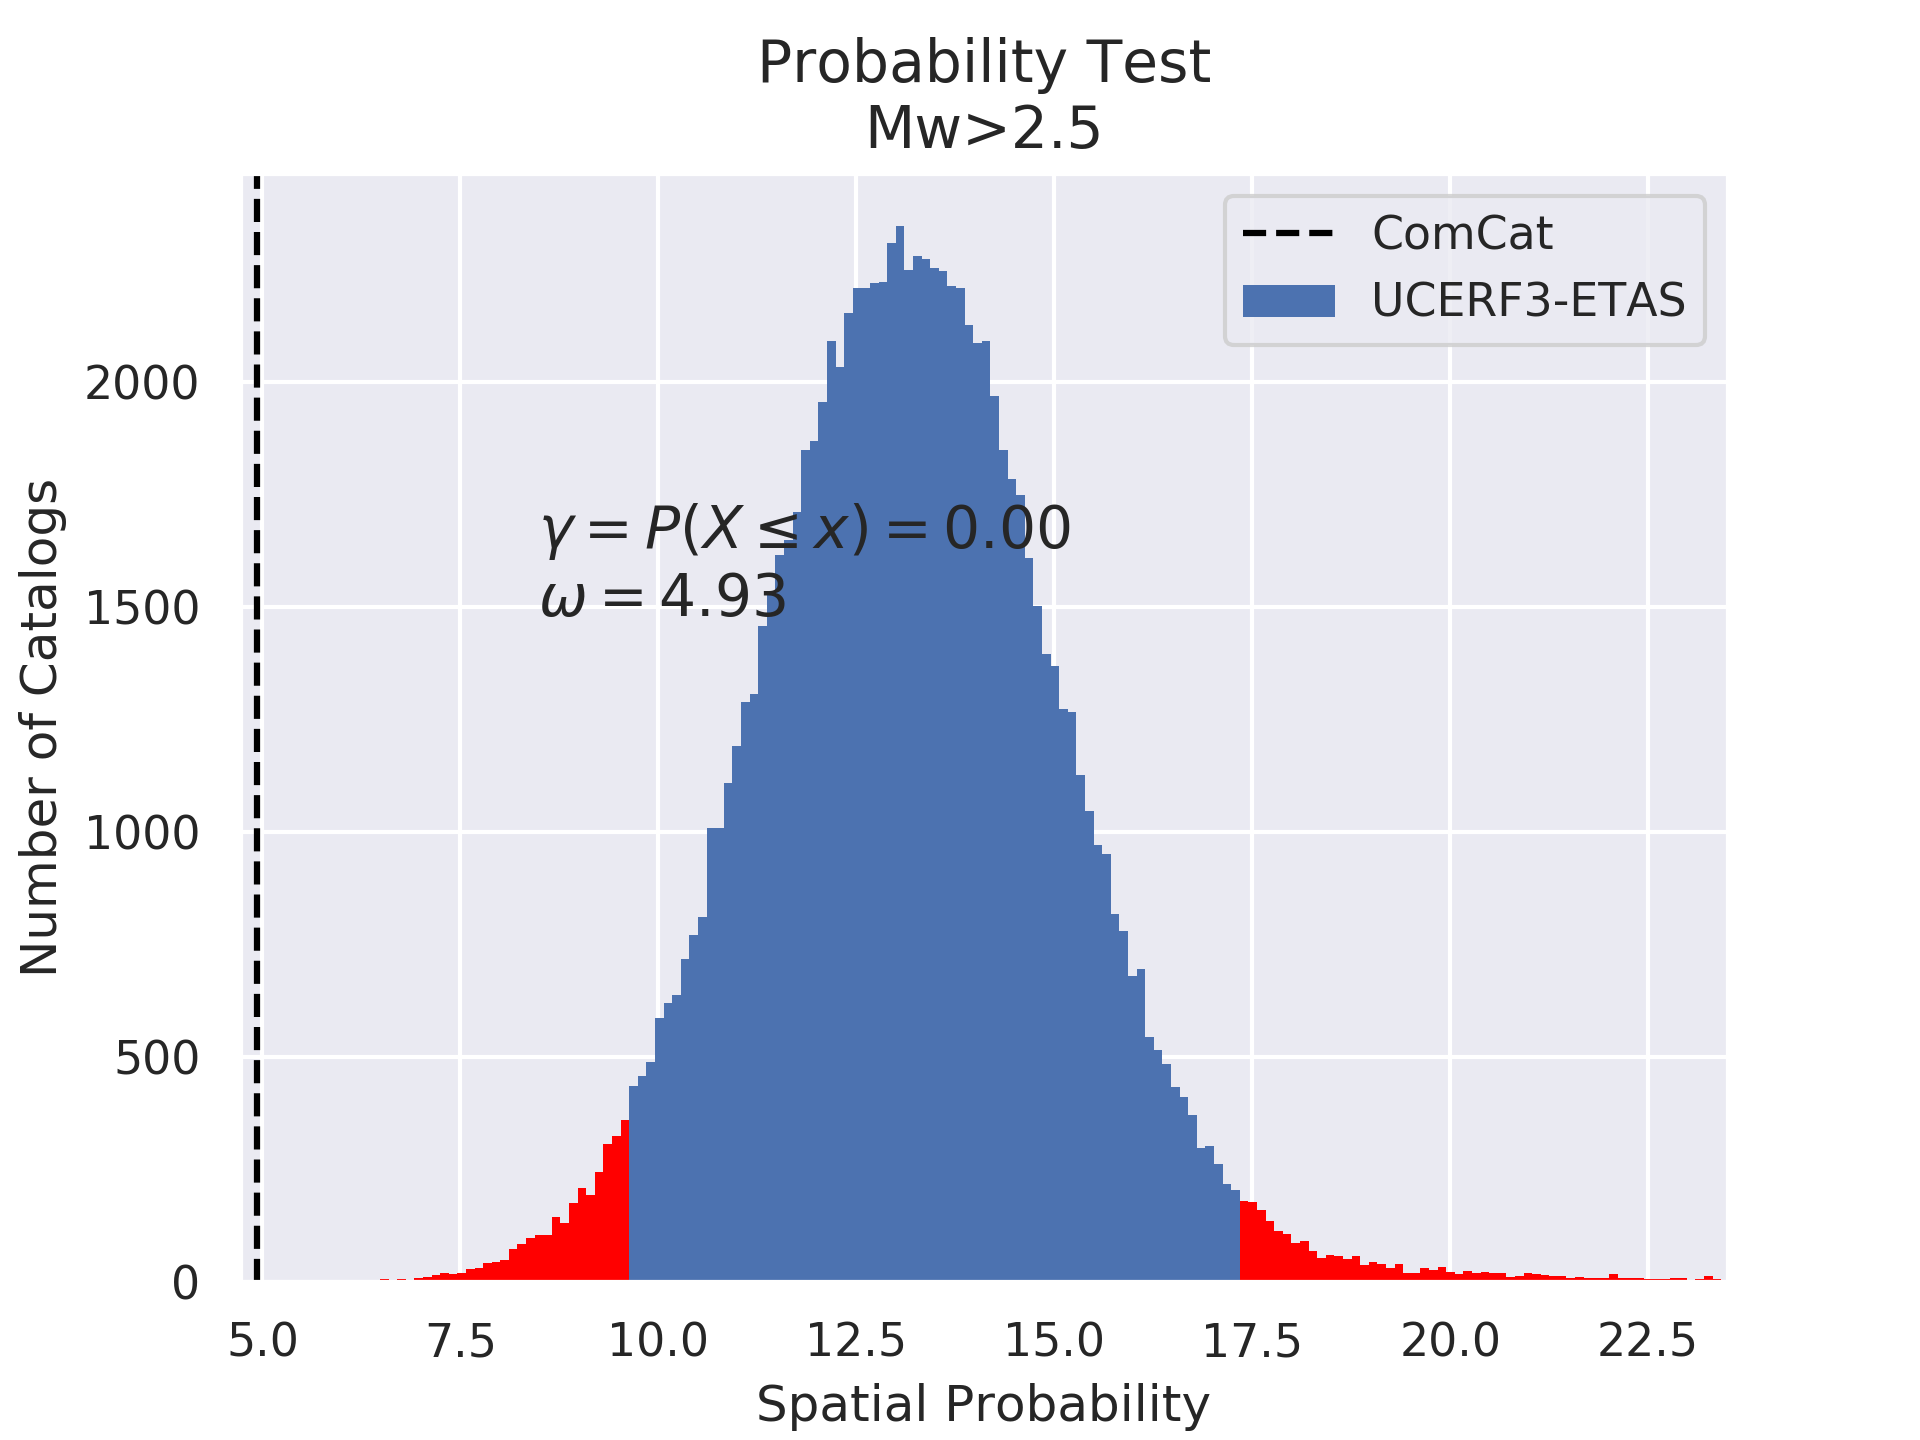 Probability Test
Mw>2.5
ComCat
UCERF3-ETAS
γ = P(X ≤ x) = 0.00
ω = 4.93
Number of Catalogs
2000
1500
1000
500
0
5.0 7.5 10.0 12.5 15.0 17.5 20.0 22.5
Spatial Probability